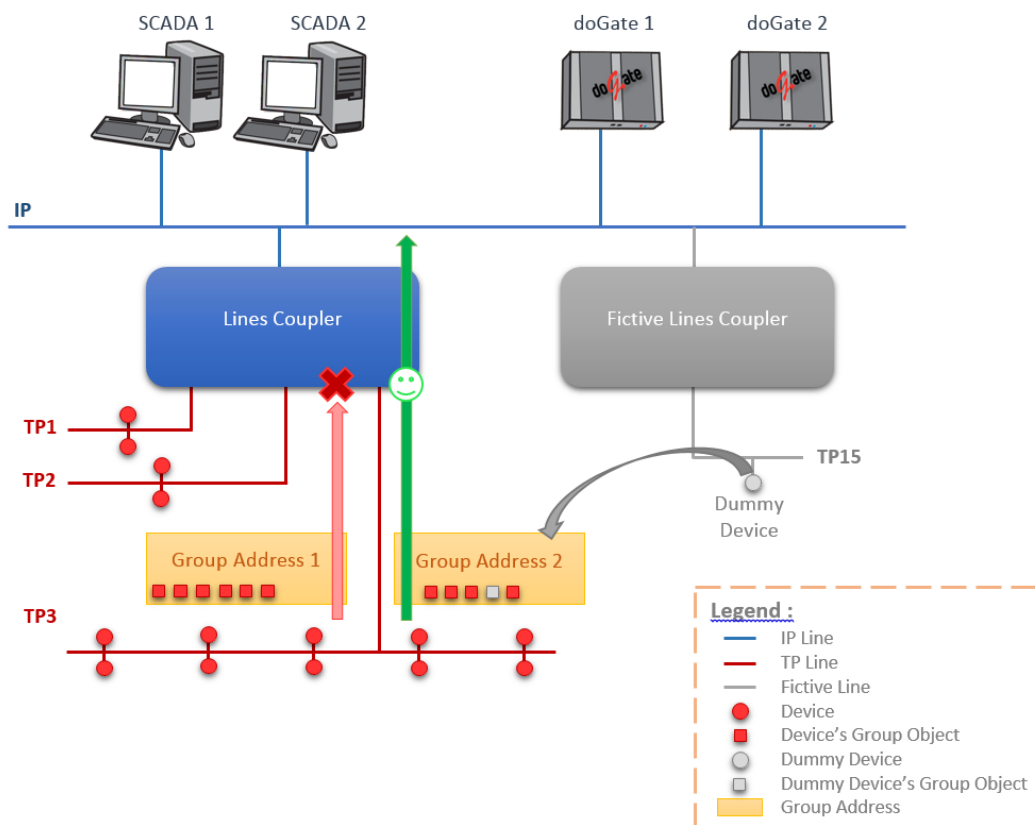 SCADA 1
SCADA 2
doGate 1
doGate 2
doGate
doGate
IP
Lines Coupler
Fictive Lines Coupler
TP1
TP2
TP15
Dummy
Device
Group Address 1
Group Address 2
TP3
Legend :
IP Line
TP Line
Fictive Line
Device
Device's Group Object
Dummy Device
Dummy Device's Group Object
Group Address